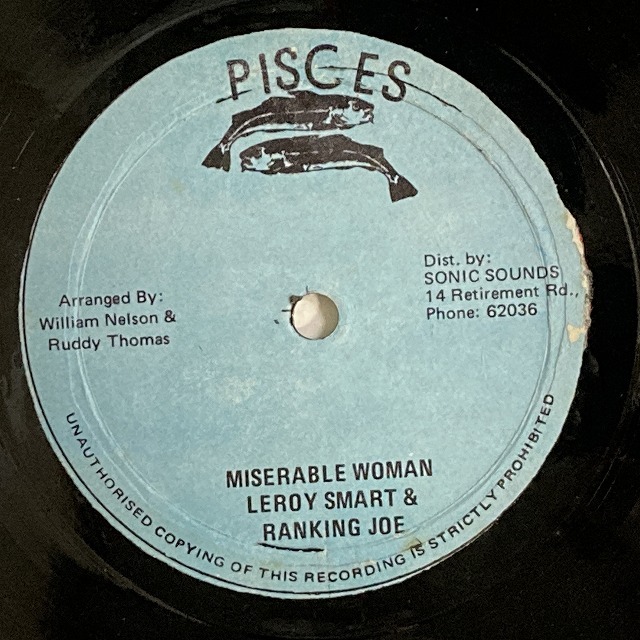 PISCES
Arranged By:
William Nelson &
Ruddy Thomas
Dist. by:
SONIC SOUNDS
14 Retirement Rd.,
Phone: 62036
MISERABLE WOMAN
LEROY SMART &
RANKING JOE
UNAUTHORISED COPYING OF THIS RECORDING IS STRICTLY PROHIBITED